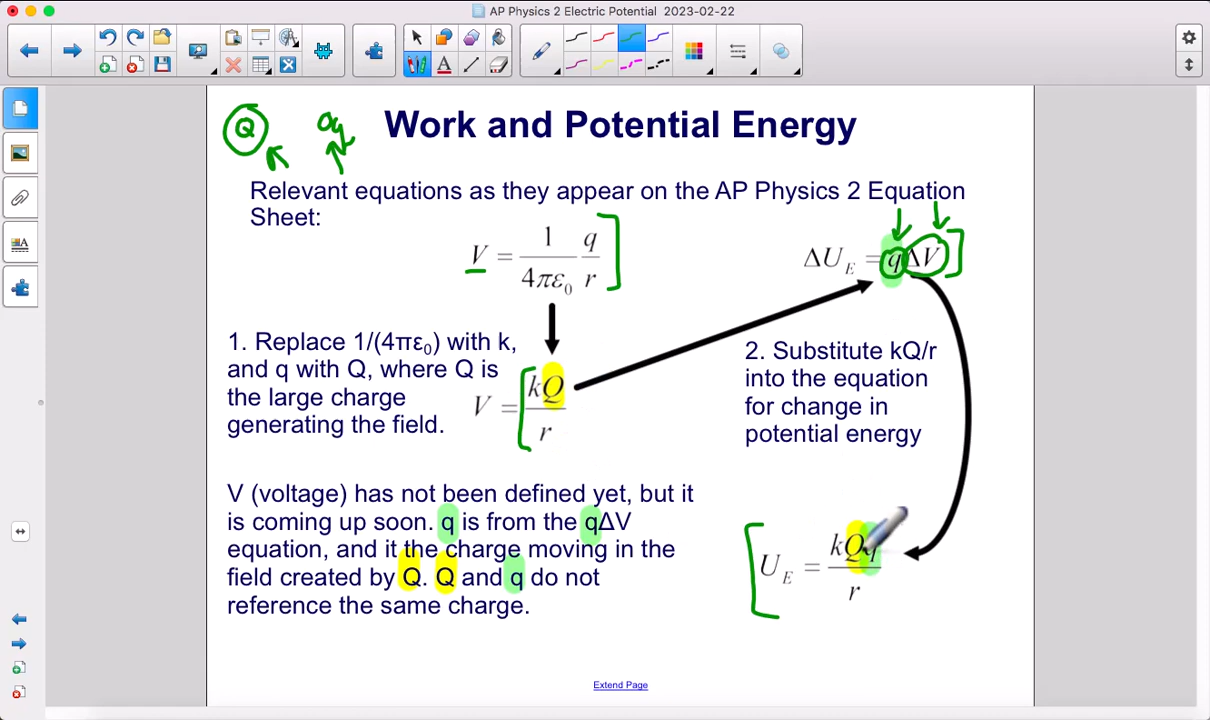 AP Physics 2 Electric Potential 2023-02-22
Q q
Work and Potential Energy
Relevant equations as they appear on the AP Physics 2 Equation
Sheet:
V = 1/4πε₀ q/r
ΔU_E = qΔV
1. Replace 1/(4πε₀) with k,
and q with Q, where Q is
the large charge
generating the field.
V = kQ/r
2. Substitute kQ/r
into the equation
for change in
potential energy
V (voltage) has not been defined yet, but it
is coming up soon. q is from the qΔV
equation, and it the charge moving in the
field created by Q. Q and q do not
reference the same charge.
U_E = kQq/r
Extend Page